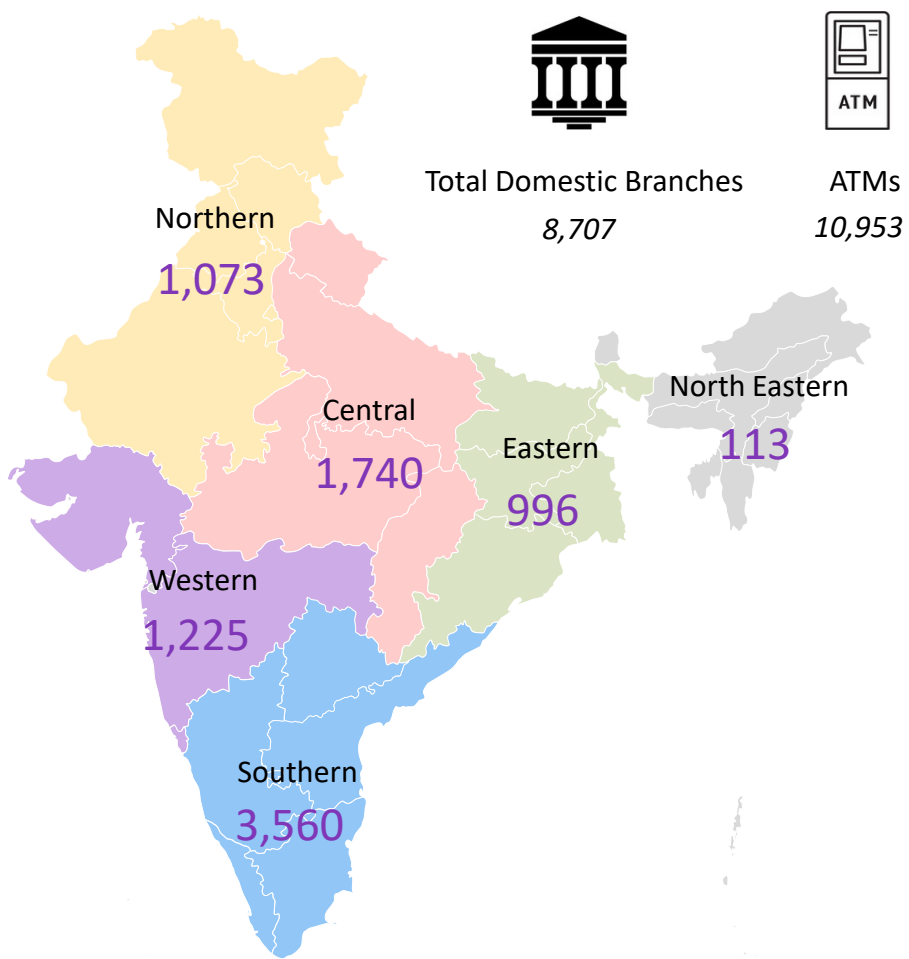 ATM
Total Domestic Branches
8,707
ATMs
10,953
Northern
1,073
Central
1,740
North Eastern
113
Eastern
996
Western
1,225
Southern
3,560